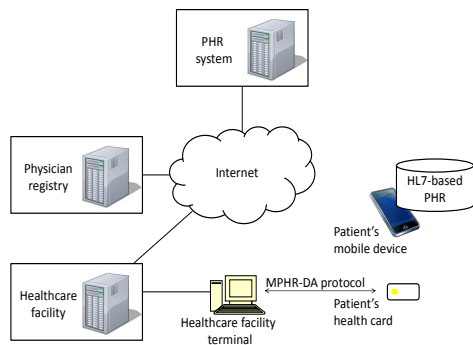 PHR
system
Physician
registry
Internet
HL7-based
PHR
Patient's
mobile device
MPHR-DA protocol
Healthcare
facility
Patient's
health card
Healthcare facility
terminal